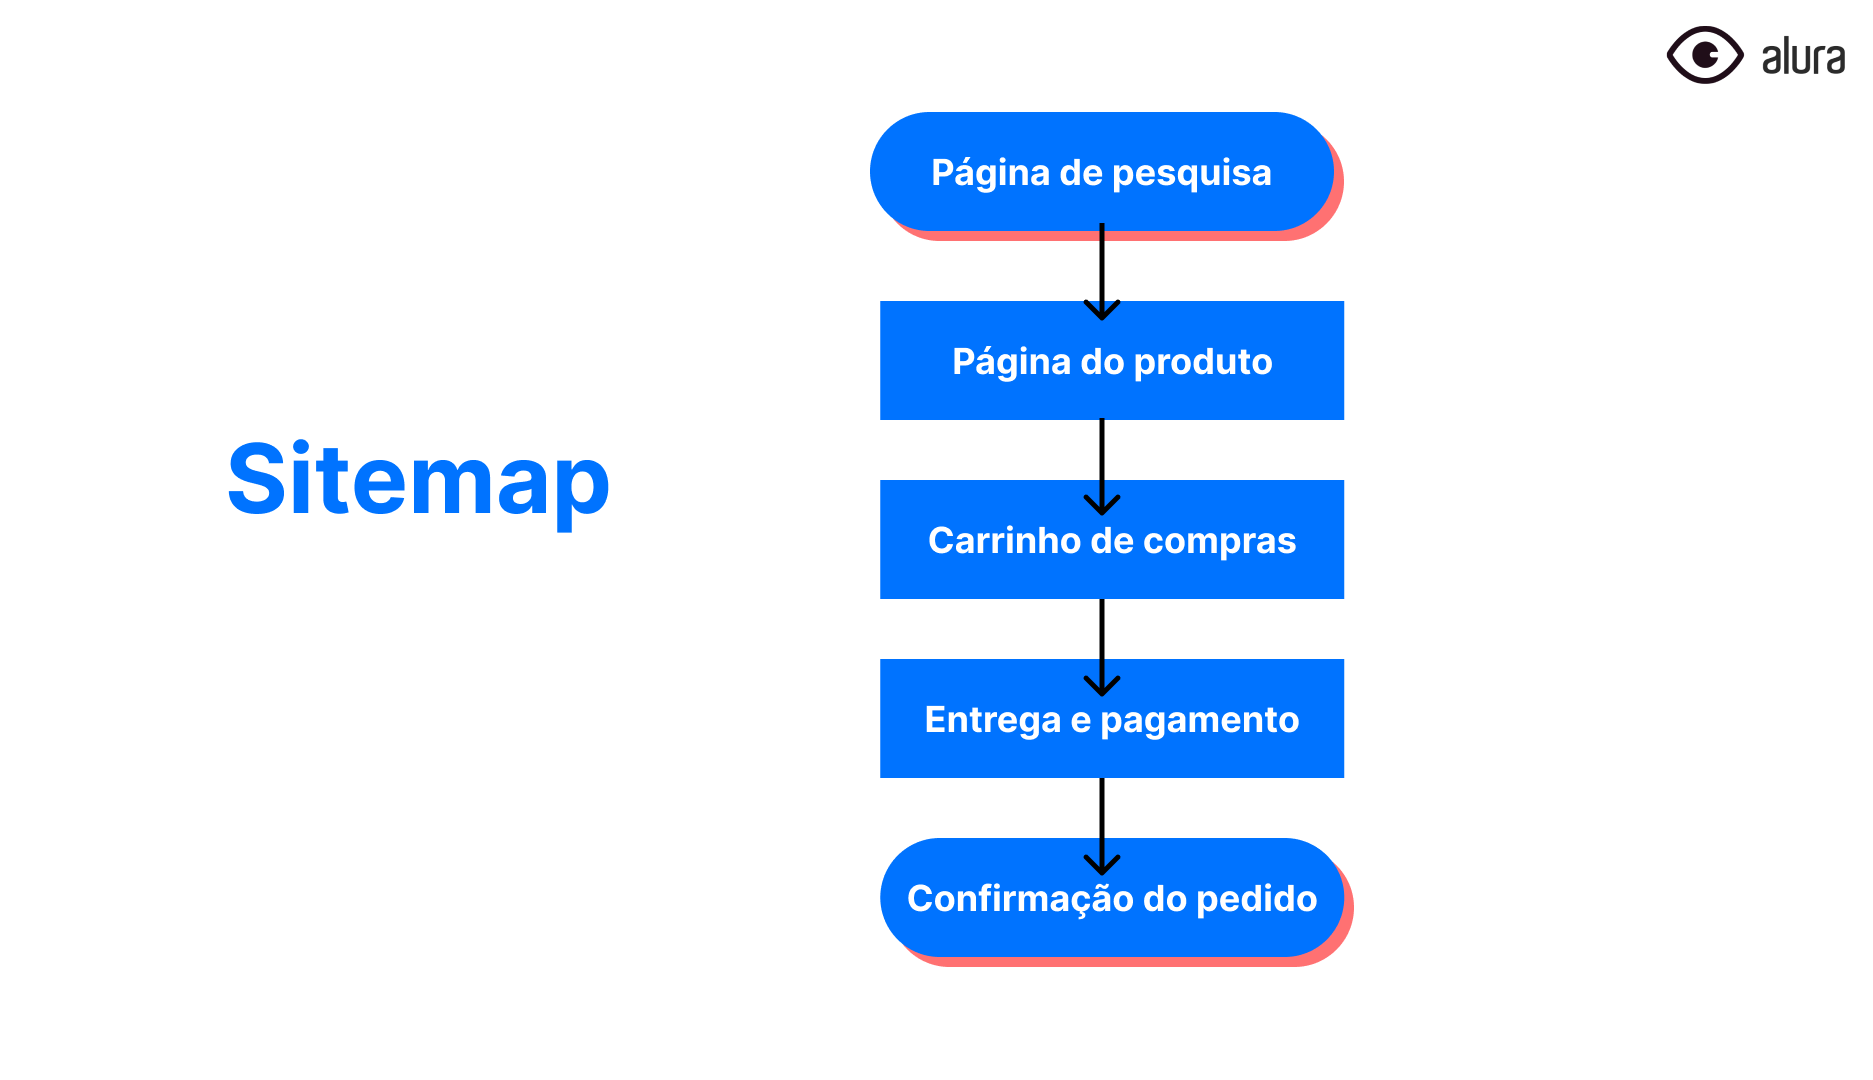 alura
Sitemap
Página de pesquisa
Página do produto
Carrinho de compras
Entrega e pagamento
Confirmação do pedido